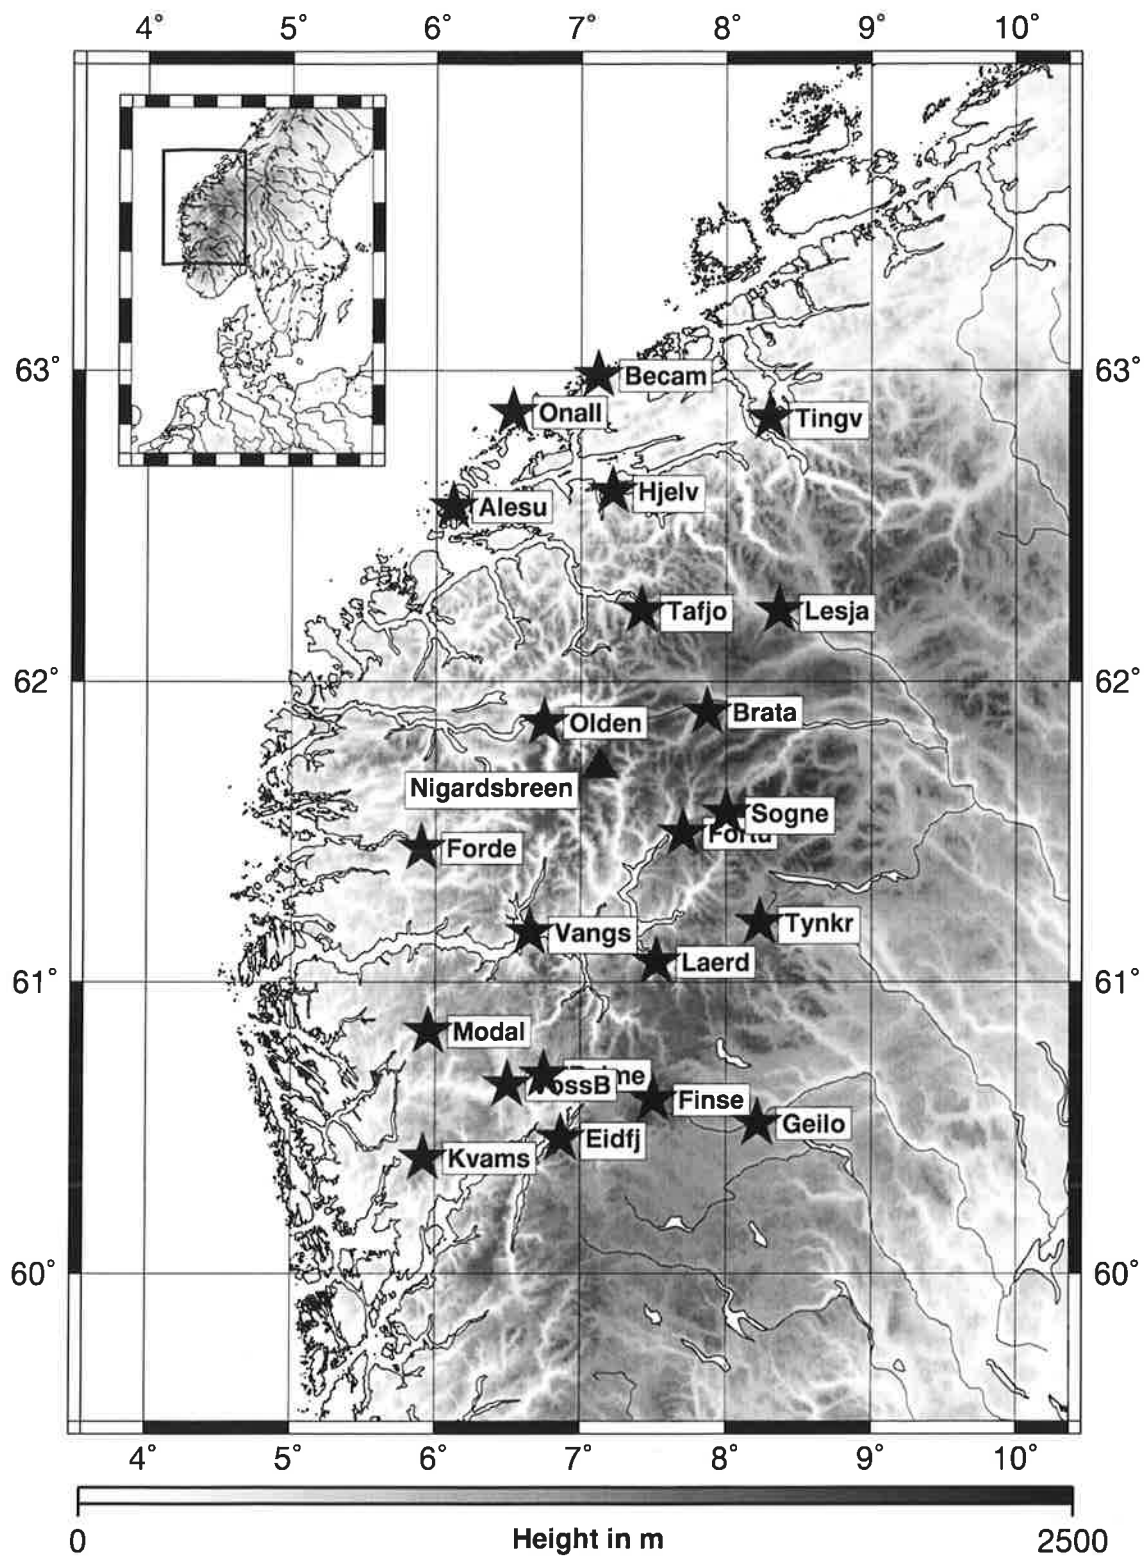 4° 5° 6° 7° 8° 9° 10°
63° 63°
Becam
Onall
Tingv
Hjelv
Alesu
Tafjo
Lesja
62° 62°
Brata
Olden
Nigardsbreen
Sogne
Fortu
Forde
Tynkr
Vangs
Laerd
61° 61°
Modal
VossB
Finse
Geilo
Eidfj
Kvams
60° 60°
4° 5° 6° 7° 8° 9° 10°
0 Height in m 2500